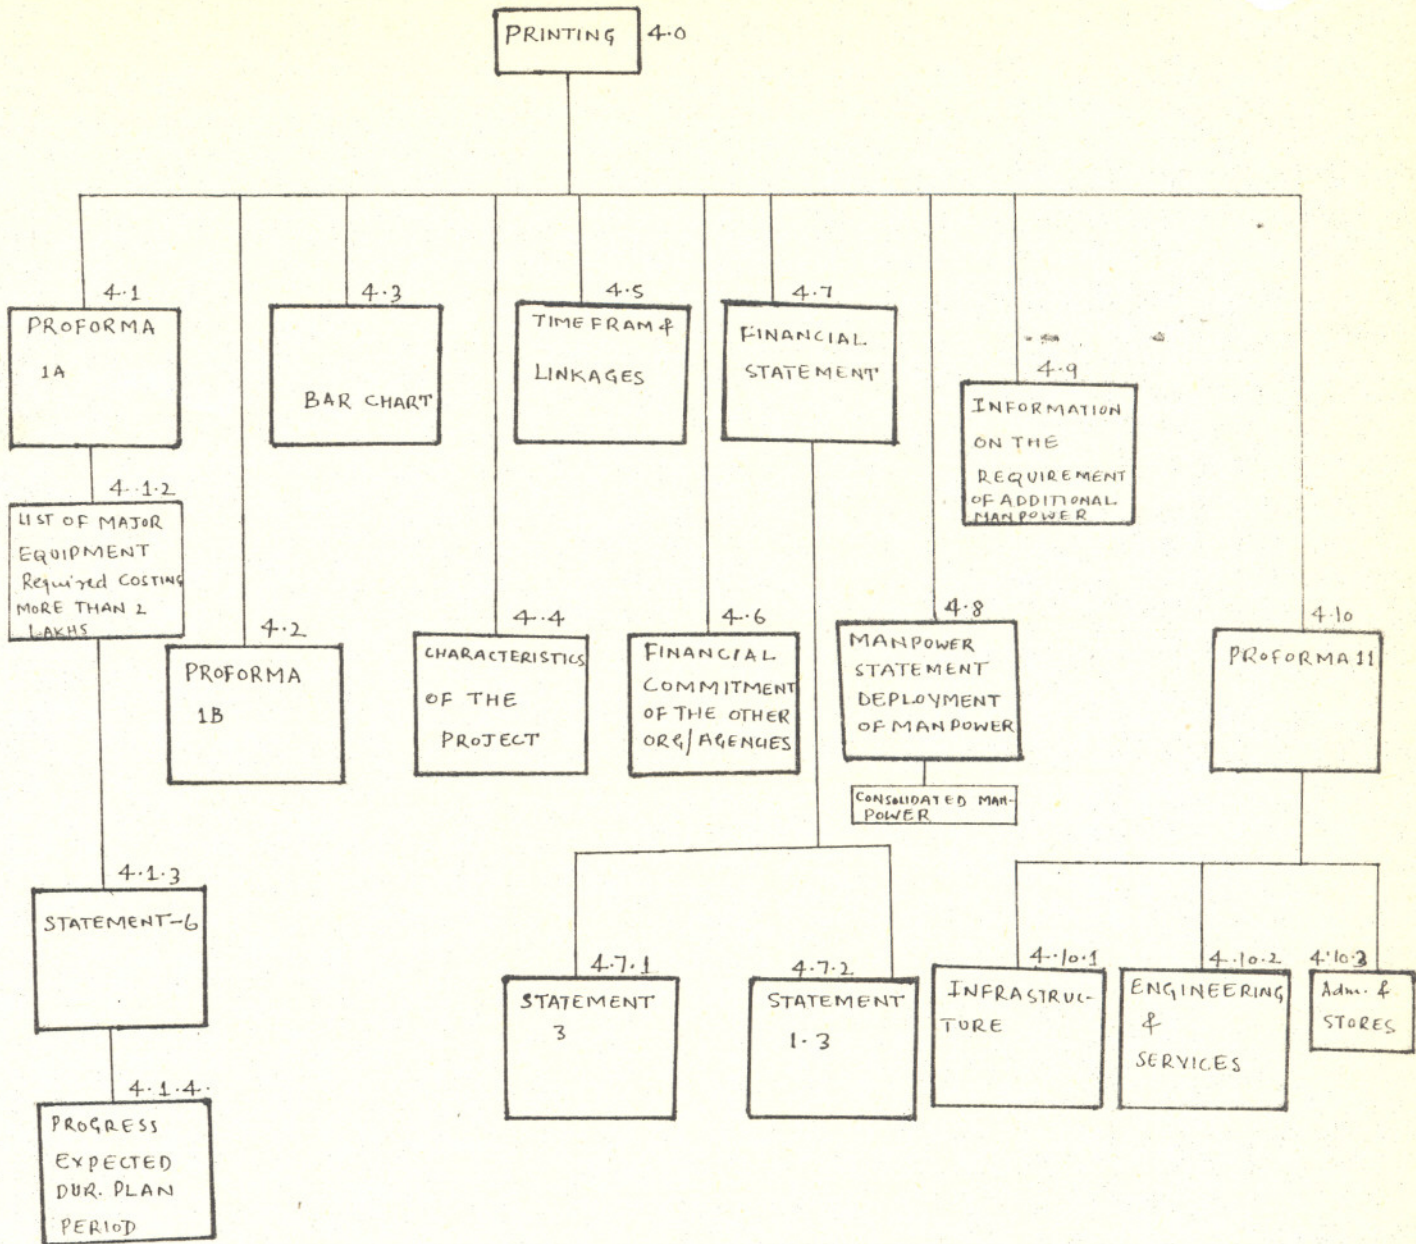 PRINTING 4.0
4.1
PROFORMA
1A
4.1.2
LIST OF MAJOR
EQUIPMENT
Required COSTING
MORE THAN 2
LAKHS
4.1.3
STATEMENT-6
4.1.4.
PROGRESS
EXPECTED
DUR. PLAN
PERIOD
4.2
PROFORMA
1B
4.3
BAR CHART
4.4
CHARACTERISTICS
OF THE
PROJECT
4.5
TIME FRAM &
LINKAGES
4.6
FINANCIAL
COMMITMENT
OF THE OTHER
ORG/AGENCIES
4.7
FINANCIAL
STATEMENT
4.7.1
STATEMENT
3
4.7.2
STATEMENT
1.3
4.8
MANPOWER
STATEMENT
DEPLOYMENT
OF MANPOWER
CONSOLIDATED MAN-
POWER
4.9
INFORMATION
ON THE
REQUIREMENT
OF ADDITIONAL
MANPOWER
4.10
PROFORMA 11
4.10.1
INFRASTRUC-
TURE
4.10.2
ENGINEERING
&
SERVICES
4.10.3
Adm. &
STORES